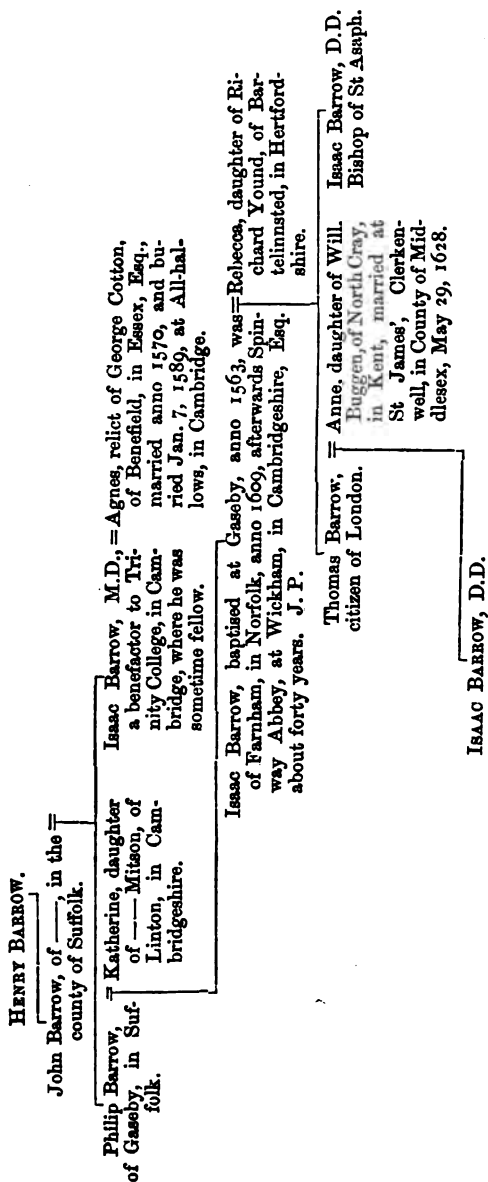 HENRY BARROW.
John Barrow, of ——, in the =
county of Suffolk.
Philip Barrow,
of Gaseby, in Suf-
folk.
= Katherine, daughter
of —— Mitson, of
Linton, in Cam-
bridgeshire.
Isaac Barrow, M.D.,
a benefactor to Tri-
nity College, in Cam-
bridge, where he was
sometime fellow.
= Agnes, relict of George Cotton,
of Benefield, in Essex, Esq.,
married anno 1570, and bu-
ried Jan. 7, 1589, at All-hal-
lows, in Cambridge.
Isaac Barrow, baptised at Gaseby, anno 1563, was
of Farnham, in Norfolk, anno 1609, afterwards Spin-
way Abbey, at Wickham, in Cambridgeshire, Esq.
about forty years. J. P.
= Rebecca, daughter of Ri-
chard Yound, of Bar-
telinnsted, in Hertford-
shire.
Thomas Barrow,
citizen of London.
= Anne, daughter of Will.
Buggen, of North Cray,
in Kent, married at
St James', Clerken-
well, in County of Mid-
dlesex, May 29, 1628.
Isaac Barrow, D.D.
Bishop of St Asaph.
ISAAC BARROW, D.D.